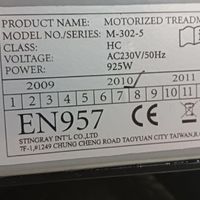 PRODUCT NAME: MOTORIZED TREADM
MODEL NO./SERIES: M-302-5
CLASS: HC
VOLTAGE: AC230V/50Hz
POWER: 925W
2009 2010 2011
1 2 3 4 5 6 7 8 9 10 11
EN957 CE
STINGRAY INT'L CO.,LTD
7F-1,#1249 CHUNG CHENG ROAD TAOYUAN CITY TAIWAN,R.